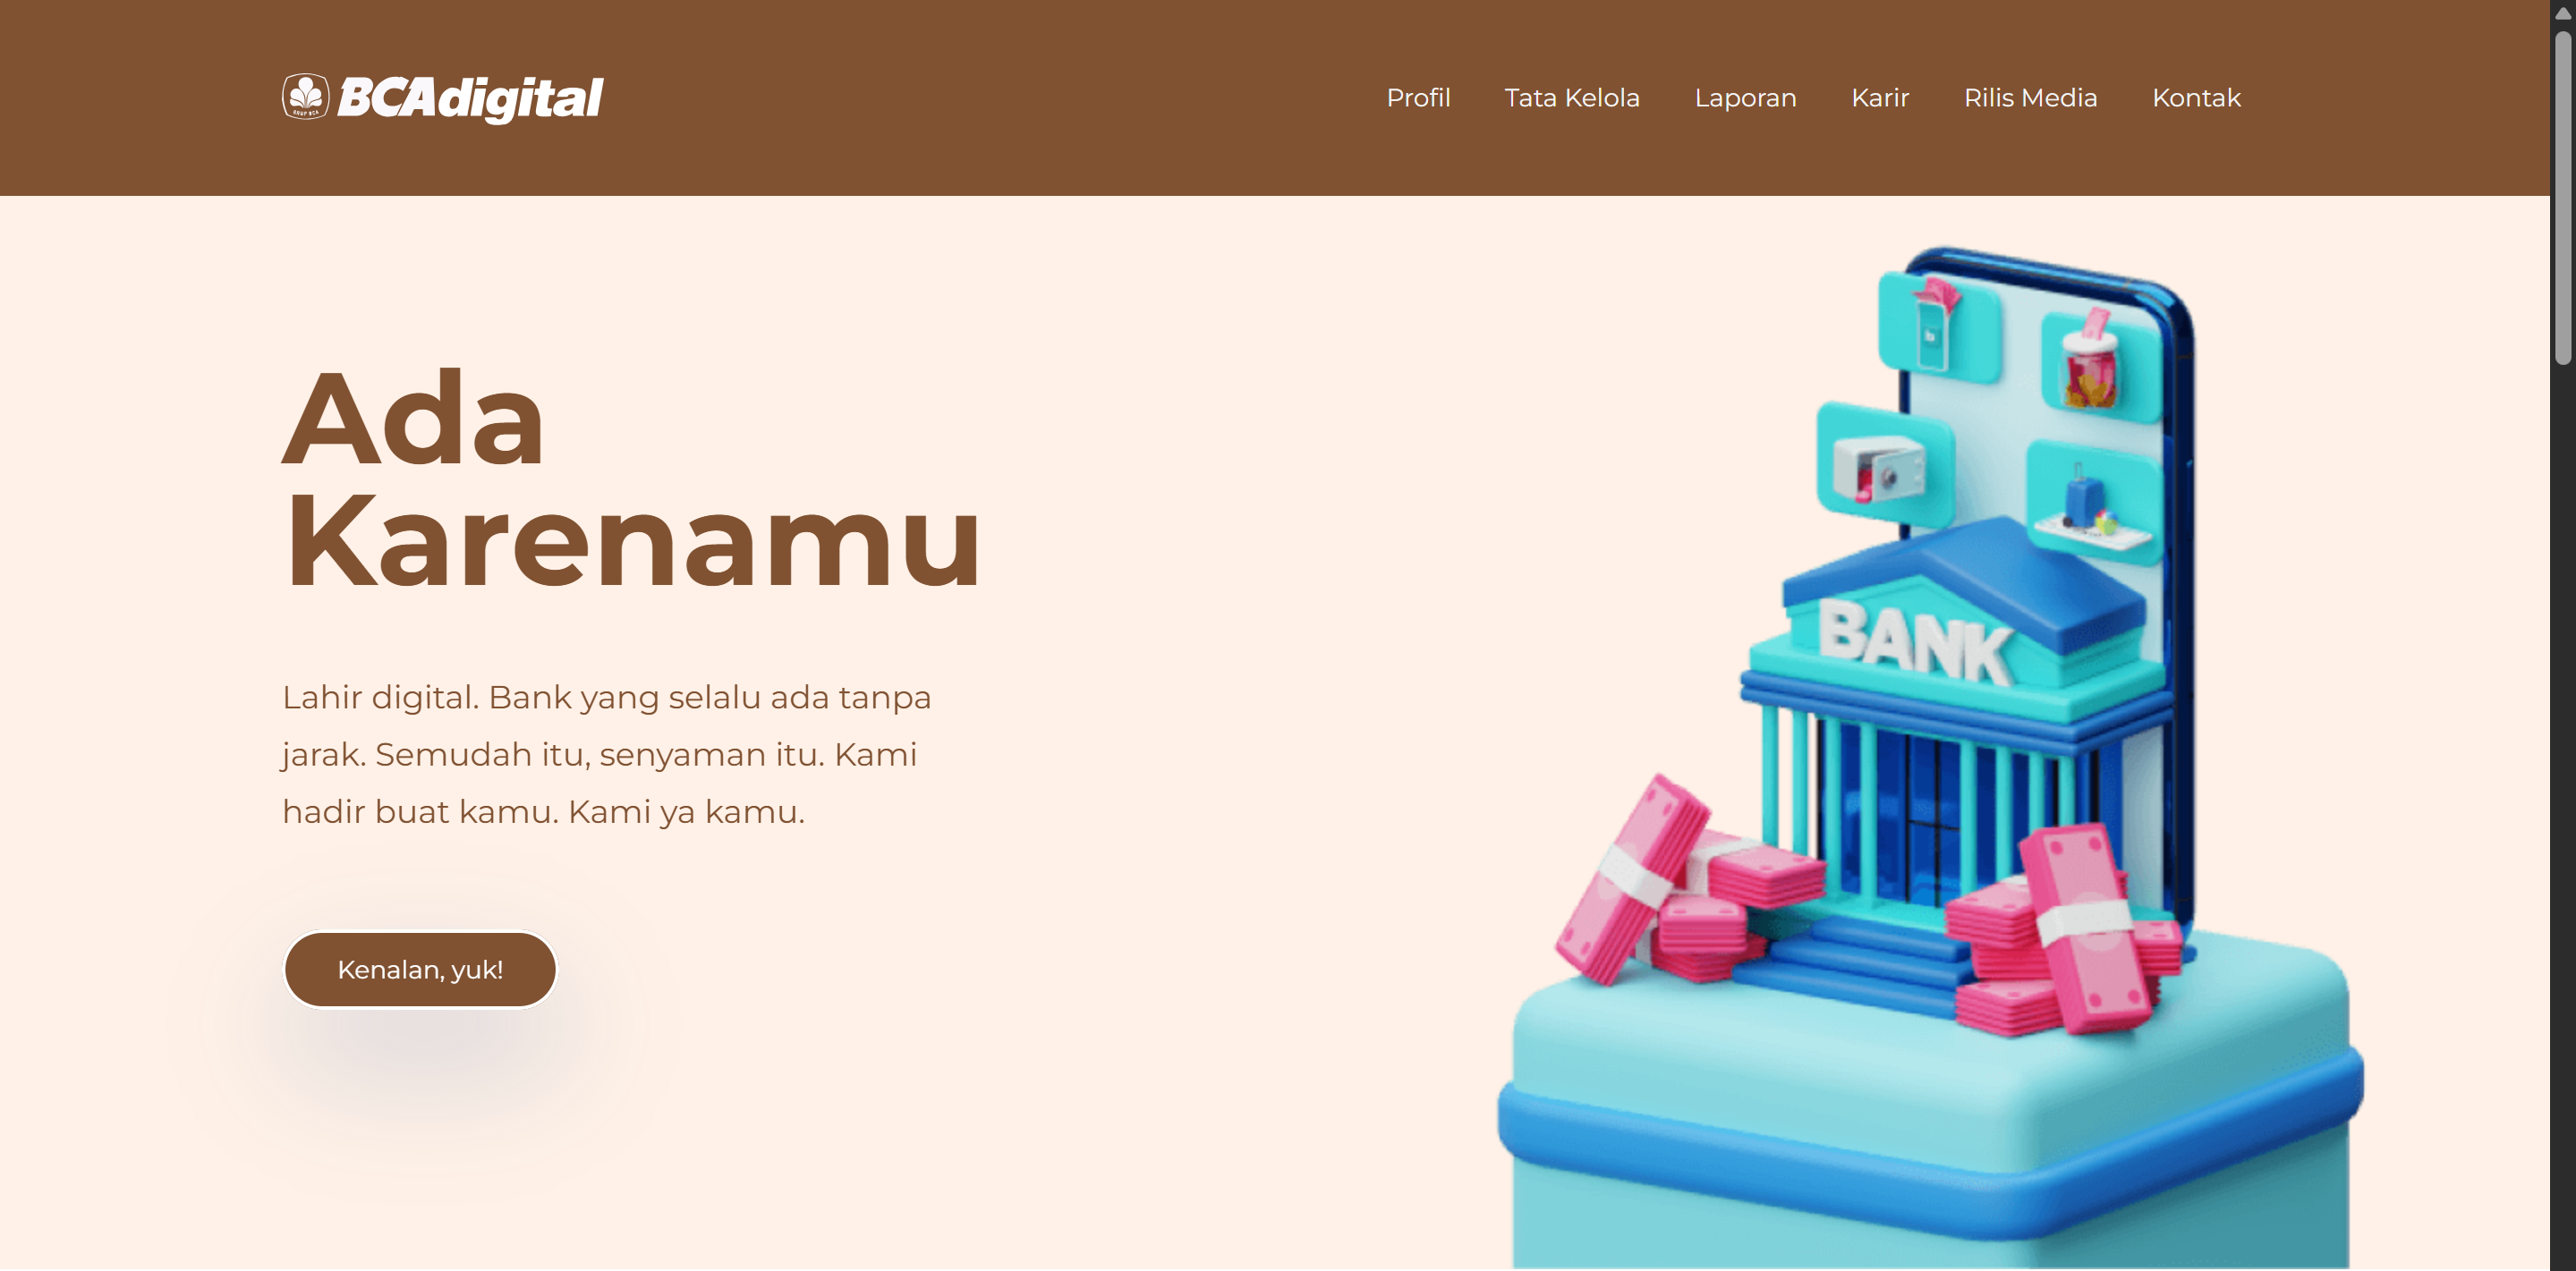 BCAdigital
Profil
Tata Kelola
Laporan
Karir
Rilis Media
Kontak
Ada
Karenamu
Lahir digital. Bank yang selalu ada tanpa
jarak. Semudah itu, senyaman itu. Kami
hadir buat kamu. Kami ya kamu.
Kenalan, yuk!
BANK